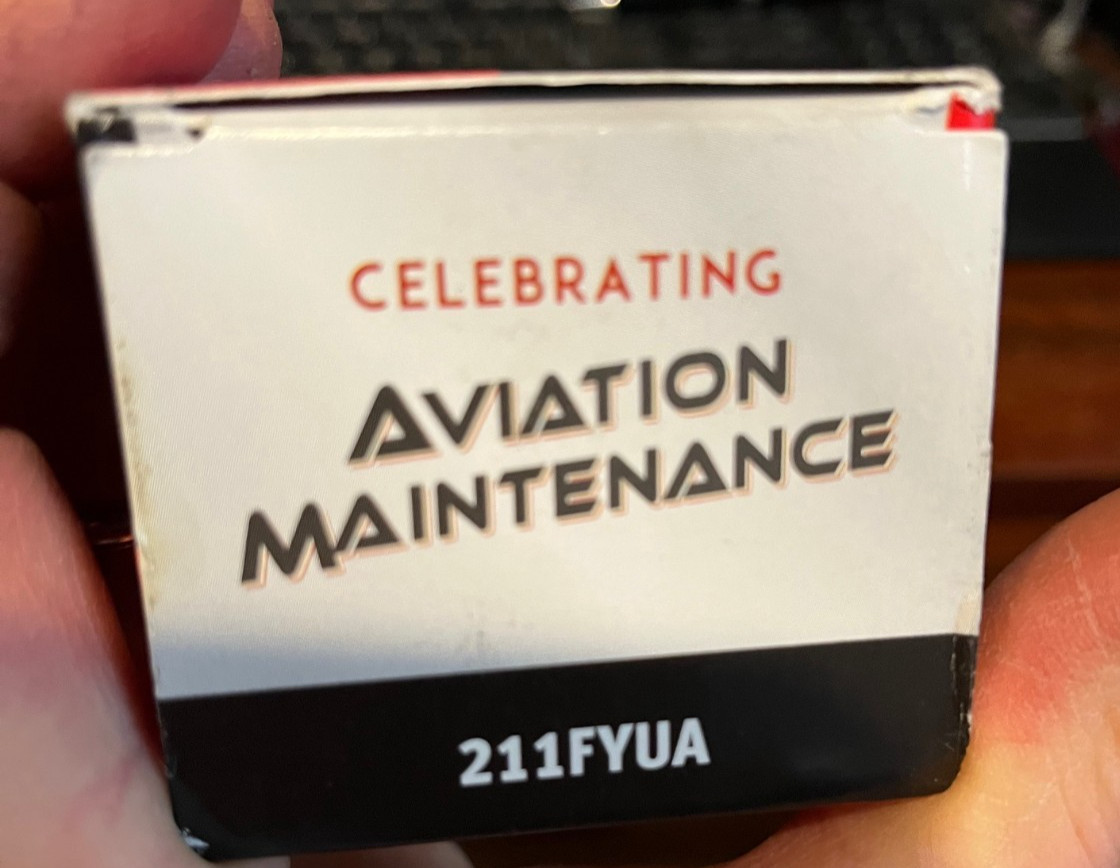 CELEBRATING
AVIATION
MAINTENANCE
211FYUA